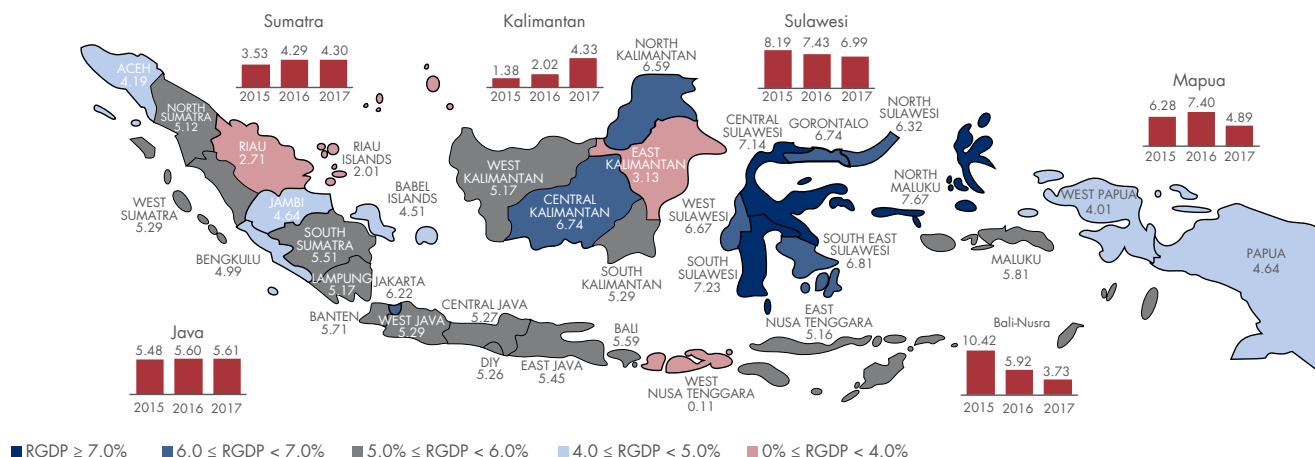 Sumatra
3.53 4.29 4.30
2015 2016 2017
Kalimantan
1.38 2.02 4.33
2015 2016 2017
Sulawesi
8.19 7.43 6.99
2015 2016 2017
Mapua
6.28 7.40 4.89
2015 2016 2017
ACEH
4.19
NORTH
SUMATRA
5.12
RIAU
2.71
RIAU
ISLANDS
2.01
WEST
SUMATRA
5.29
JAMBI
4.64
BABEL
ISLANDS
4.51
BENGKULU
4.99
SOUTH
SUMATRA
5.51
LAMPUNG
5.17
NORTH
KALIMANTAN
6.59
WEST
KALIMANTAN
5.17
EAST
KALIMANTAN
3.13
CENTRAL
KALIMANTAN
6.74
SOUTH
KALIMANTAN
5.29
CENTRAL
SULAWESI
7.14
GORONTALO
6.74
NORTH
SULAWESI
6.32
WEST
SULAWESI
6.67
SOUTH
SULAWESI
7.23
SOUTH EAST
SULAWESI
6.81
NORTH
MALUKU
7.67
MALUKU
5.81
WEST PAPUA
4.01
PAPUA
4.64
JAKARTA
6.22
BANTEN
5.71
WEST JAVA
5.29
CENTRAL JAVA
5.27
DIY
5.26
EAST JAVA
5.45
BALI
5.59
WEST
NUSA TENGGARA
0.11
EAST
NUSA TENGGARA
5.16
Java
5.48 5.60 5.61
2015 2016 2017
Bali-Nusra
10.42 5.92 3.73
2015 2016 2017
RGDP ≥ 7.0% 6.0 ≤ RGDP < 7.0% 5.0% ≤ RGDP < 6.0% 4.0 ≤ RGDP < 5.0% 0% ≤ RGDP < 4.0%